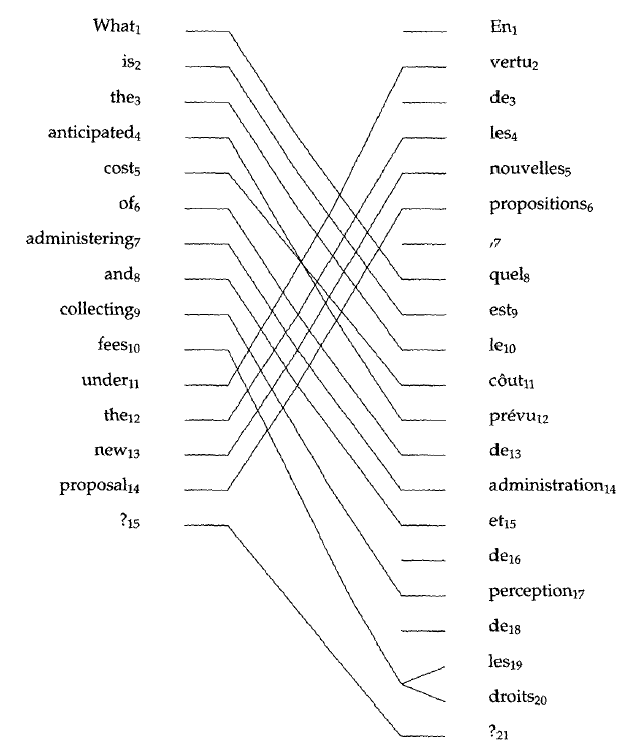 What1 En1
is2 vertu2
the3 de3
anticipated4 les4
cost5 nouvelles5
of6 propositions6
administering7 ,7
and8 quel8
collecting9 est9
fees10 le10
under11 coût11
the12 prévu12
new13 de13
proposal14 administration14
?15 et15
de16
perception17
de18
les19
droits20
?21